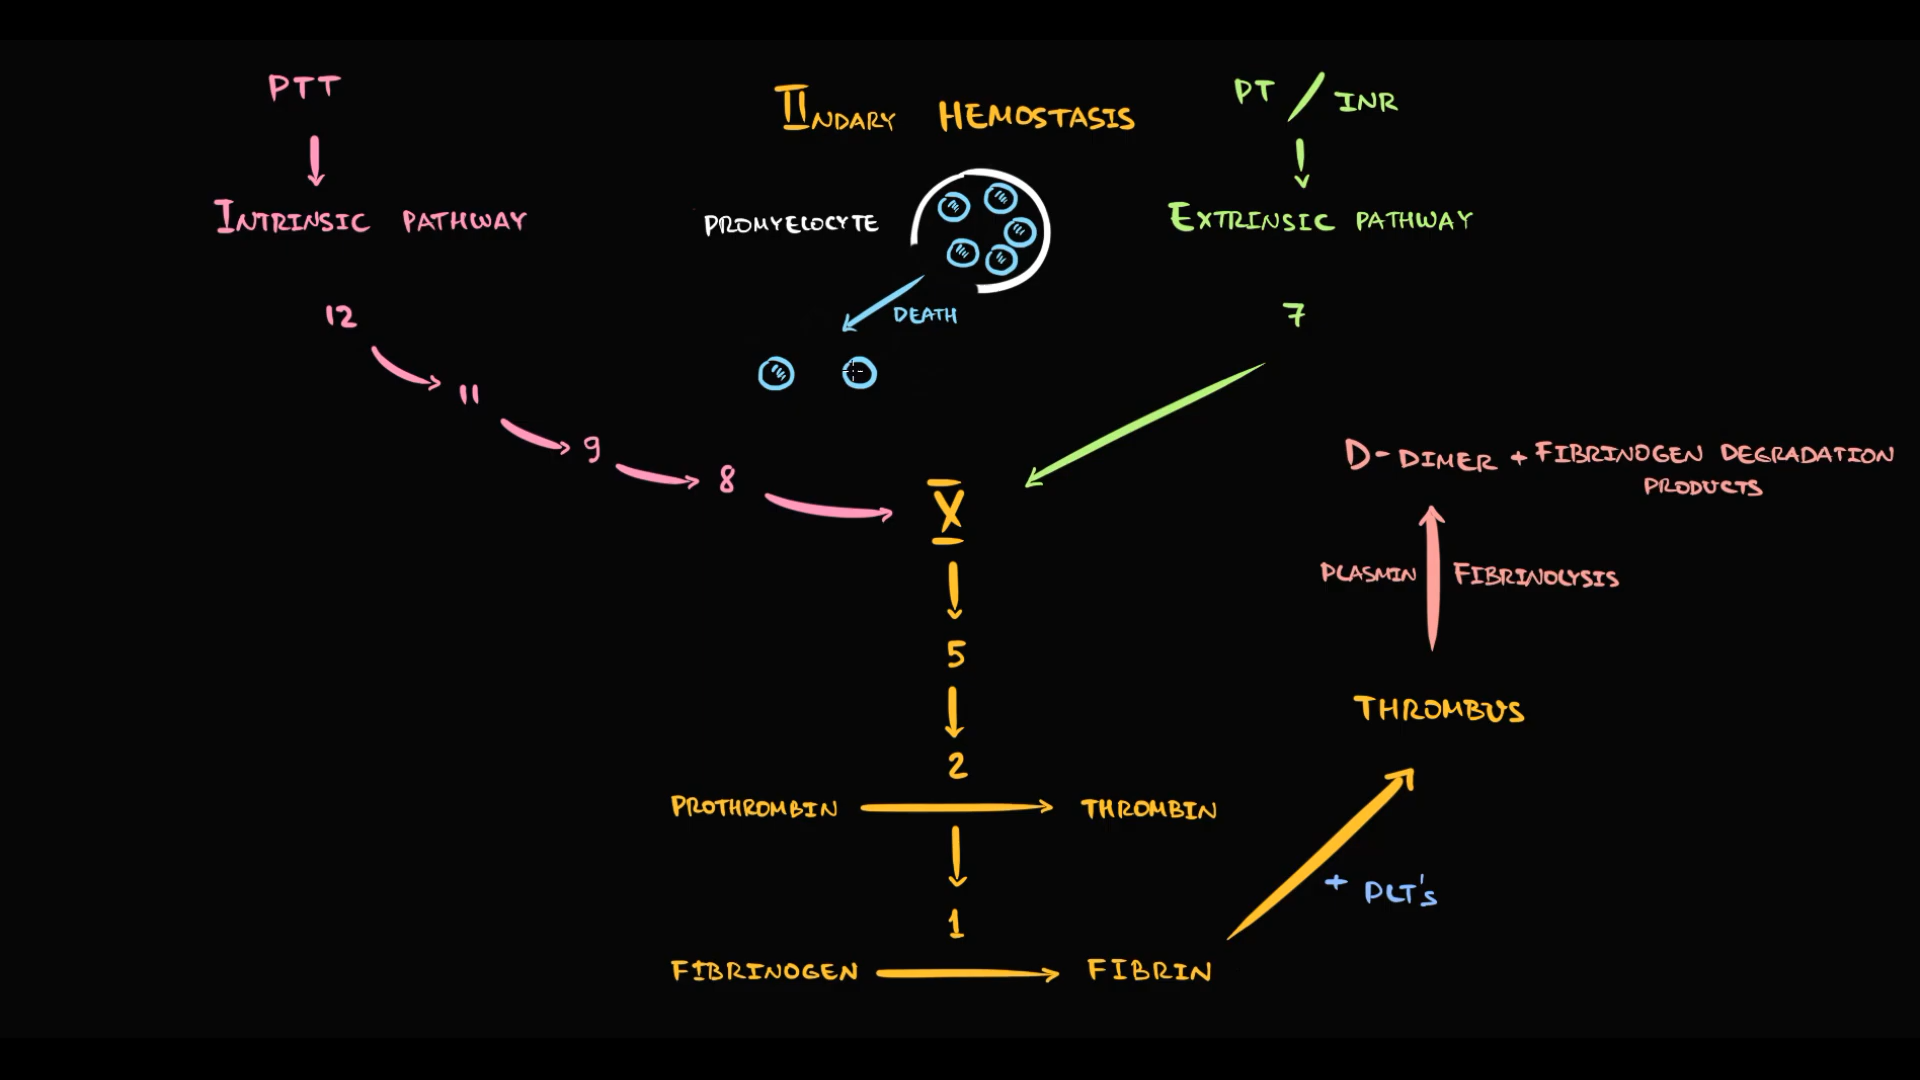 PTT
IINDARY HEMOSTASIS
PT / INR
INTRINSIC PATHWAY
PROMYELOCYTE
EXTRINSIC PATHWAY
DEATH
12
7
11
9
8
X
D-DIMER + FIBRINOGEN DEGRADATION
PRODUCTS
PLASMIN
FIBRINOLYSIS
5
THROMBUS
2
PROTHROMBIN
THROMBIN
+ PLT'S
1
FIBRINOGEN
FIBRIN